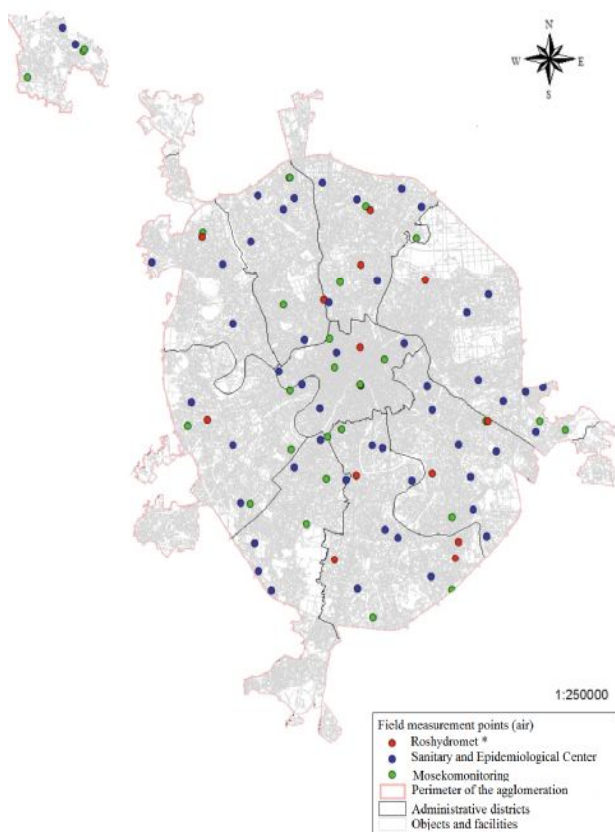 N
W E
S
1:250000
Field measurement points (air)
Roshydromet *
Sanitary and Epidemiological Center
Mosekomonitoring
Perimeter of the agglomeration
Administrative districts
Objects and facilities